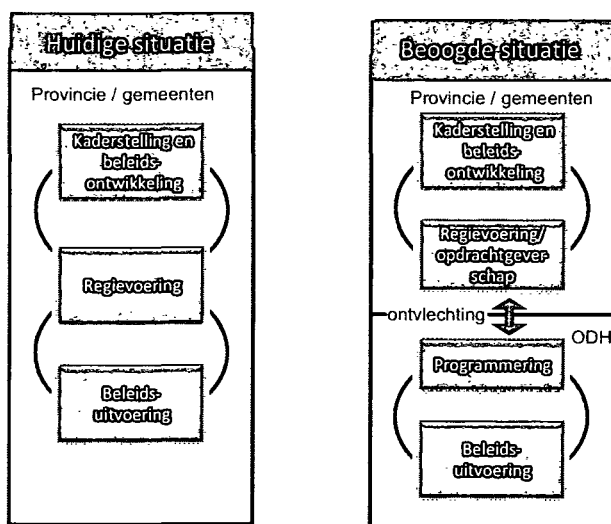 Huidige situatie
Provincie / gemeenten
Kaderstelling en
beleids-
ontwikkeling
Regievoering
Beleids-
uitvoering
Beoogde situatie
Provincie / gemeenten
Kaderstelling en
beleids-
ontwikkeling
Regievoering/
opdrachtgever
schap
ontvlechting
ODH
Programmering
Beleids-
uitvoering